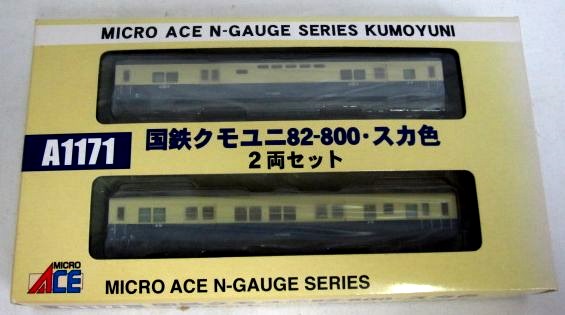 MICRO ACE N-GAUGE SERIES KUMOYUNI
A1171
国鉄クモユニ82-800・スカ色
2両セット
MICRO
ACE
MICRO ACE N-GAUGE SERIES